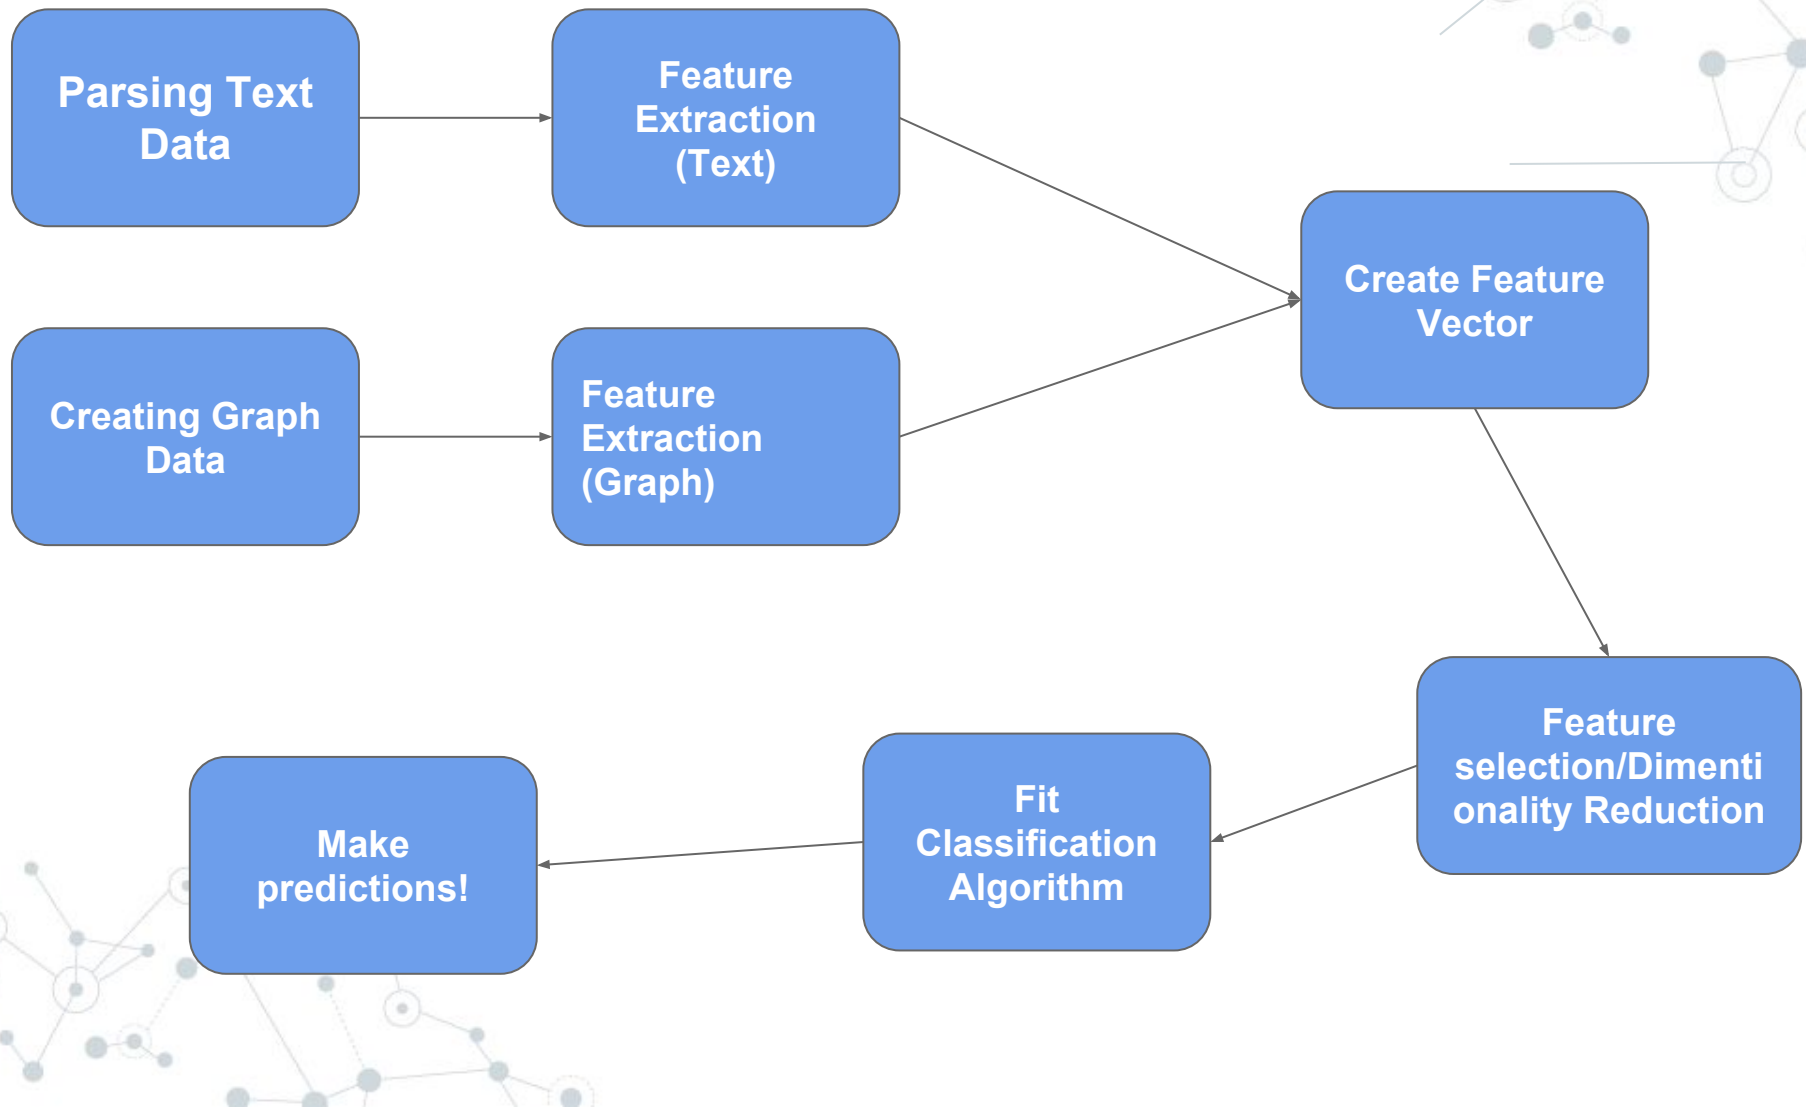 Parsing Text
Data
Feature
Extraction
(Text)
Creating Graph
Data
Feature
Extraction
(Graph)
Create Feature
Vector
Feature
selection/Dimenti
onality Reduction
Fit
Classification
Algorithm
Make
predictions!